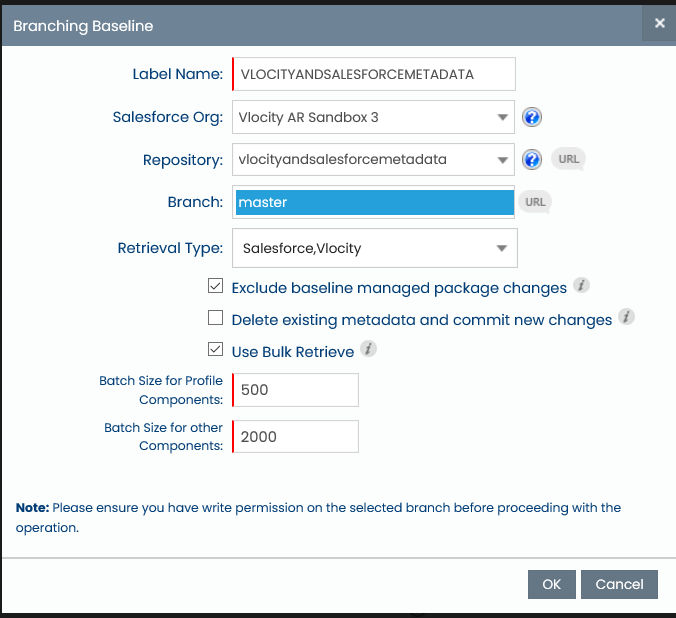 Branching Baseline
×
Label Name: VLOCITYANDSALESFORCEMETADATA
Salesforce Org: Vlocity AR Sandbox 3 ?
Repository: vlocityandsalesforcemetadata ? URL
Branch: master URL
Retrieval Type: Salesforce,Vlocity
Exclude baseline managed package changes i
Delete existing metadata and commit new changes i
Use Bulk Retrieve i
Batch Size for Profile
Components: 500
Batch Size for other
Components: 2000
Note: Please ensure you have write permission on the selected branch before proceeding with the
operation.
OK Cancel